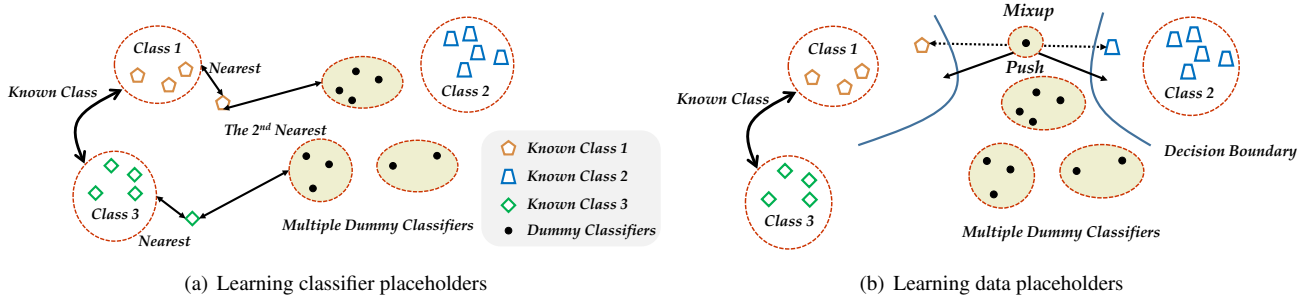 Class 1
Nearest
Known Class
The 2nd Nearest
Class 2
Class 3
Nearest
Multiple Dummy Classifiers
Known Class 1
Known Class 2
Known Class 3
Dummy Classifiers
(a) Learning classifier placeholders
Mixup
Class 1
Push
Known Class
Class 2
Decision Boundary
Class 3
Multiple Dummy Classifiers
(b) Learning data placeholders